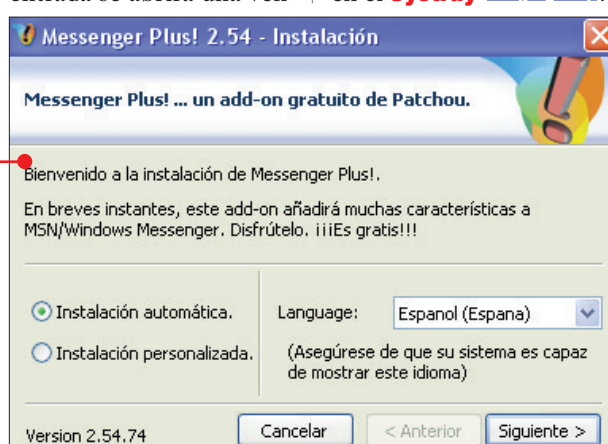 Messenger Plus! 2.54 - Instalación
Messenger Plus! ... un add-on gratuito de Patchou.
Bienvenido a la instalación de Messenger Plus!.
En breves instantes, este add-on añadirá muchas características a
MSN/Windows Messenger. Disfrútelo. ¡¡¡Es gratis!!!
Instalación automática.
Language:
Espanol (Espana)
Instalación personalizada.
(Asegúrese de que su sistema es capaz
de mostrar este idioma)
Version 2.54.74
Cancelar
< Anterior
Siguiente >